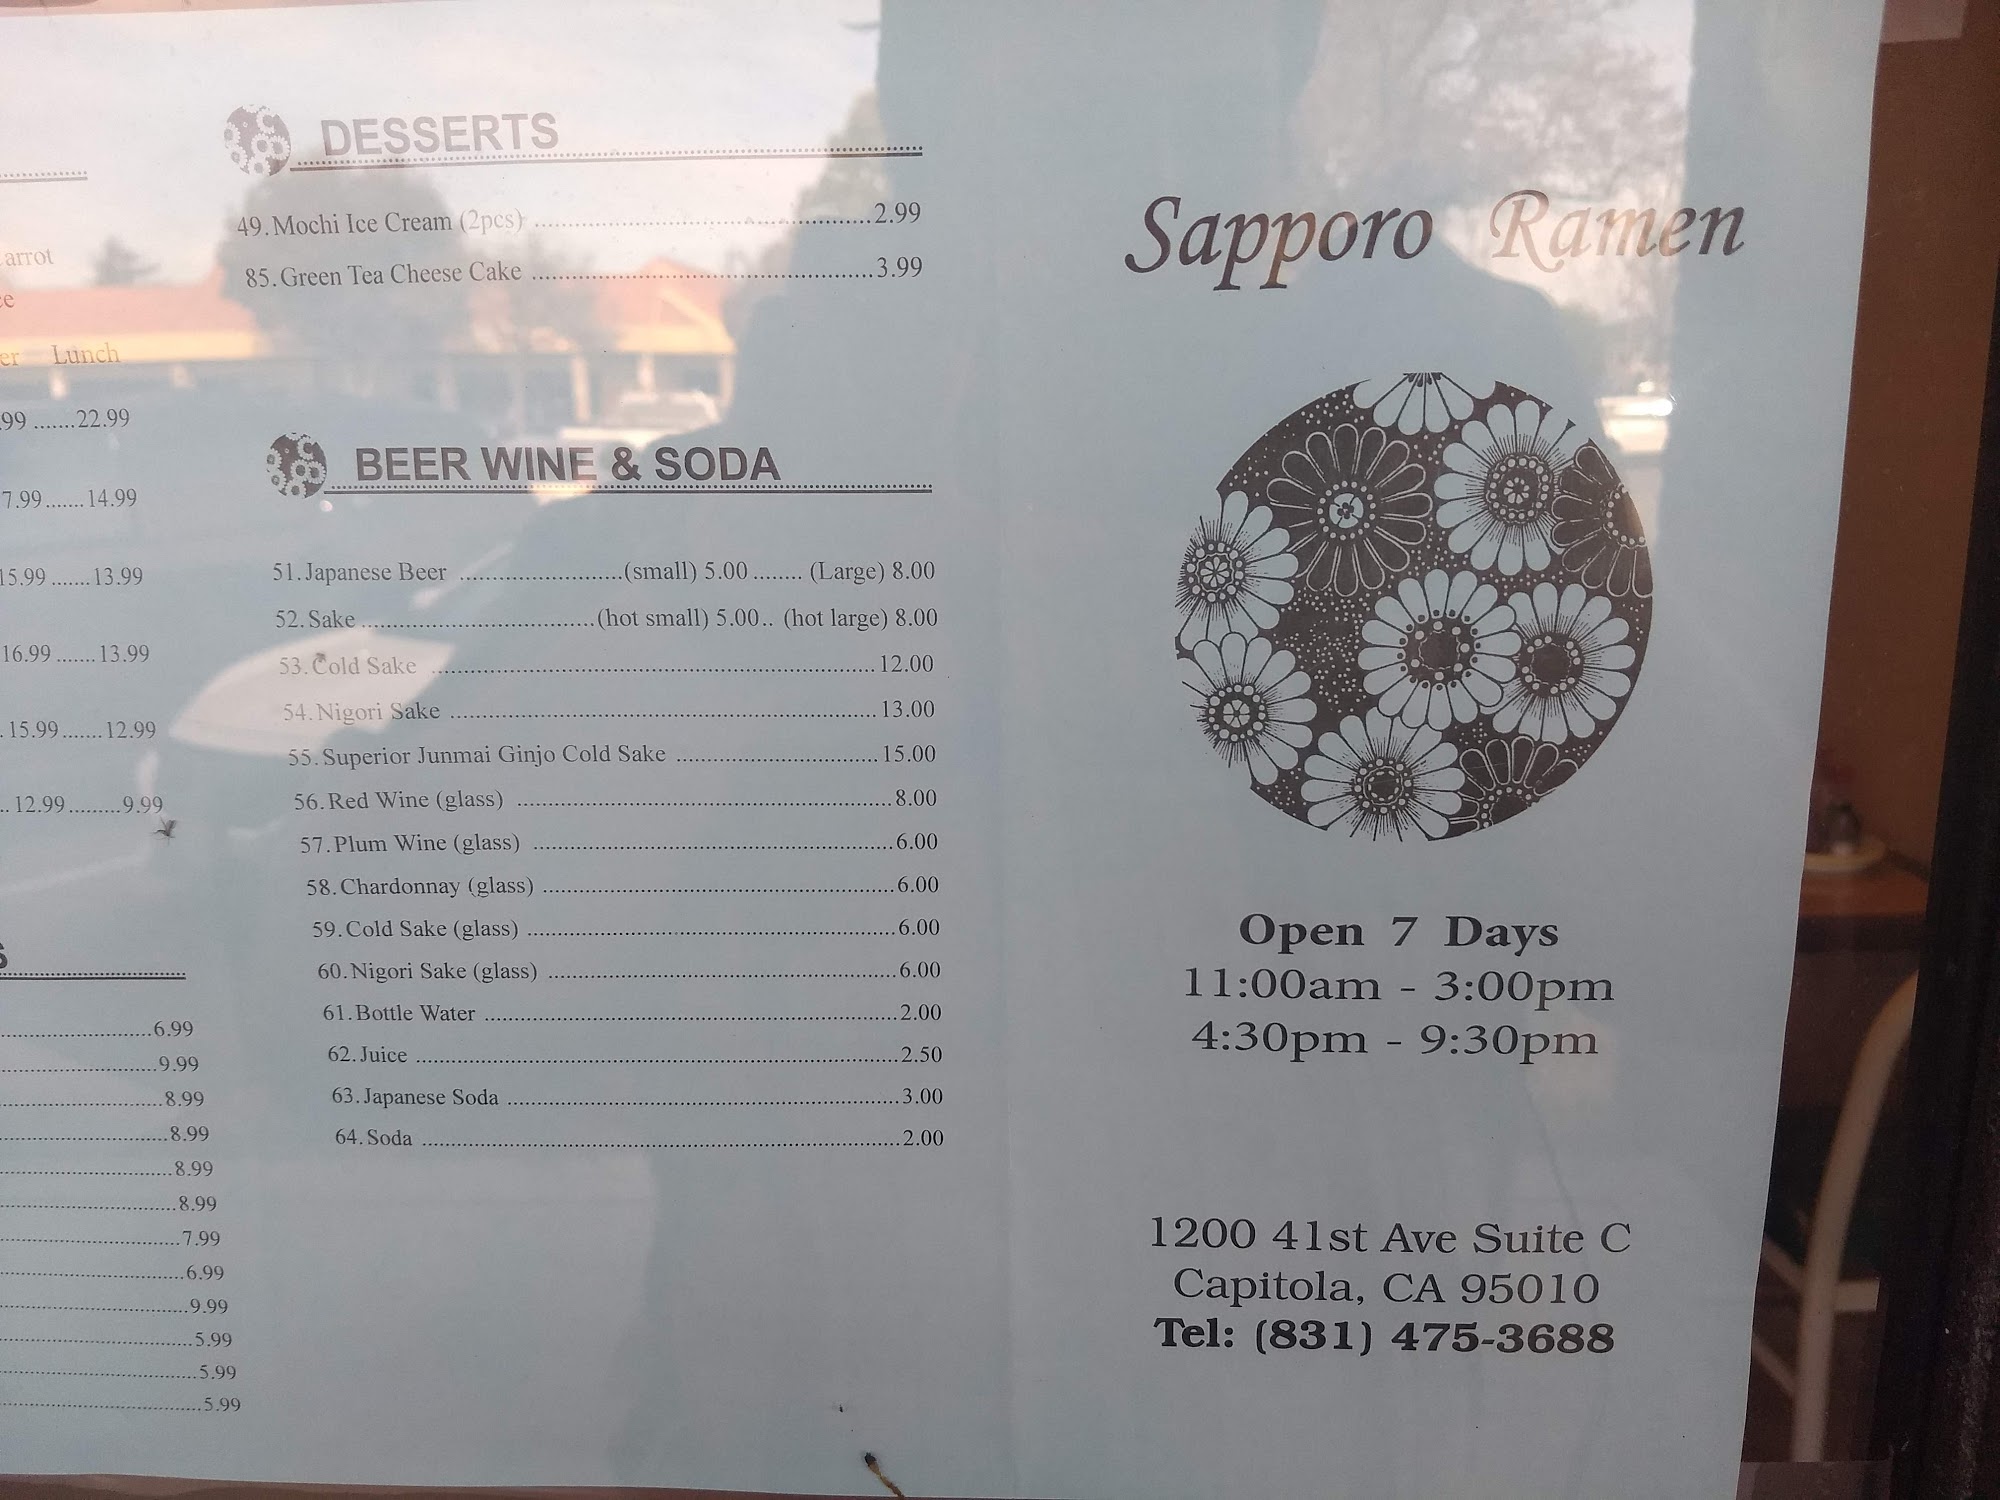 arrot
ce
er Lunch
.99 .......22.99
7.99.......14.99
15.99 .......13.99
16.99 .......13.99
. 15.99.......12.99
.. 12.99.........9.99
S
6.99
9.99
8.99
8.99
8.99
8.99
7.99
6.99
9.99
5.99
5.99
5.99
DESSERTS
49. Mochi Ice Cream (2pcs) ..........2.99
85. Green Tea Cheese Cake ..........3.99
BEER WINE & SODA
51. Japanese Beer ..........(small) 5.00 ........ (Large) 8.00
52. Sake ..........(hot small) 5.00.. (hot large) 8.00
53. Cold Sake ..........12.00
54. Nigori Sake ..........13.00
55. Superior Junmai Ginjo Cold Sake ..........15.00
56. Red Wine (glass) ..........8.00
57. Plum Wine (glass) ..........6.00
58. Chardonnay (glass) ..........6.00
59. Cold Sake (glass) ..........6.00
60. Nigori Sake (glass) ..........6.00
61. Bottle Water ..........2.00
62. Juice ..........2.50
63. Japanese Soda ..........3.00
64. Soda ..........2.00
Sapporo Ramen
Open 7 Days
11:00am - 3:00pm
4:30pm - 9:30pm
1200 41st Ave Suite C
Capitola, CA 95010
Tel: (831) 475-3688